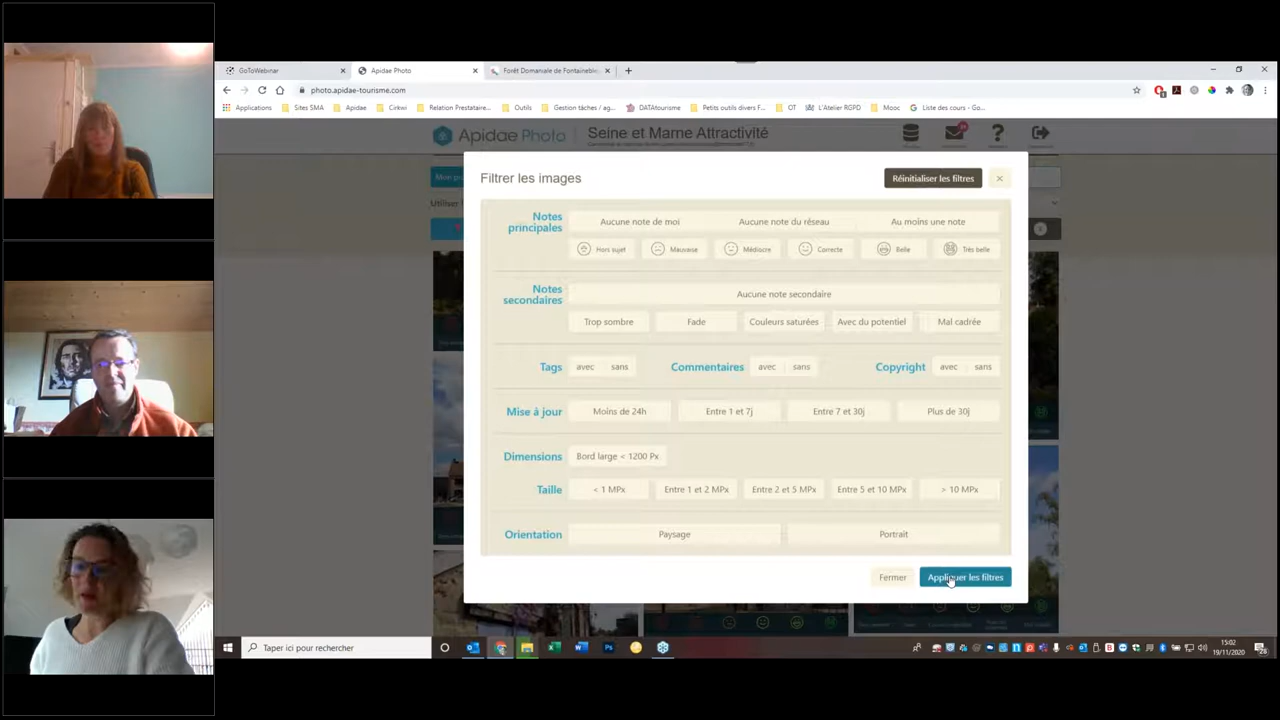 GoToWebinar
Apidae Photo
Forêt Domaniale de Fontaineble
photo.apidae-tourisme.com
Applications
Sites SMA
Apidae
Cirkwi
Relation Prestataire...
Outils
Gestion tâches / ag...
DATAtourisme
Petits outils divers F...
OT
L'Atelier RGPD
Mooc
Liste des cours - Go...
Apidae Photo
Seine et Marne Attractivité
Filtrer les images
Réinitialiser les filtres
×
Notes principales
Aucune note de moi
Aucune note du réseau
Au moins une note
Hors sujet
Mauvaise
Médiocre
Correcte
Belle
Très belle
Notes secondaires
Aucune note secondaire
Trop sombre
Fade
Couleurs saturées
Avec du potentiel
Mal cadrée
Tags
avec
sans
Commentaires
avec
sans
Copyright
avec
sans
Mise à jour
Moins de 24h
Entre 1 et 7j
Entre 7 et 30j
Plus de 30j
Dimensions
Bord large < 1200 Px
Taille
< 1 MPx
Entre 1 et 2 MPx
Entre 2 et 5 MPx
Entre 5 et 10 MPx
> 10 MPx
Orientation
Paysage
Portrait
Fermer
Appliquer les filtres
Taper ici pour rechercher
15:02
19/11/2020